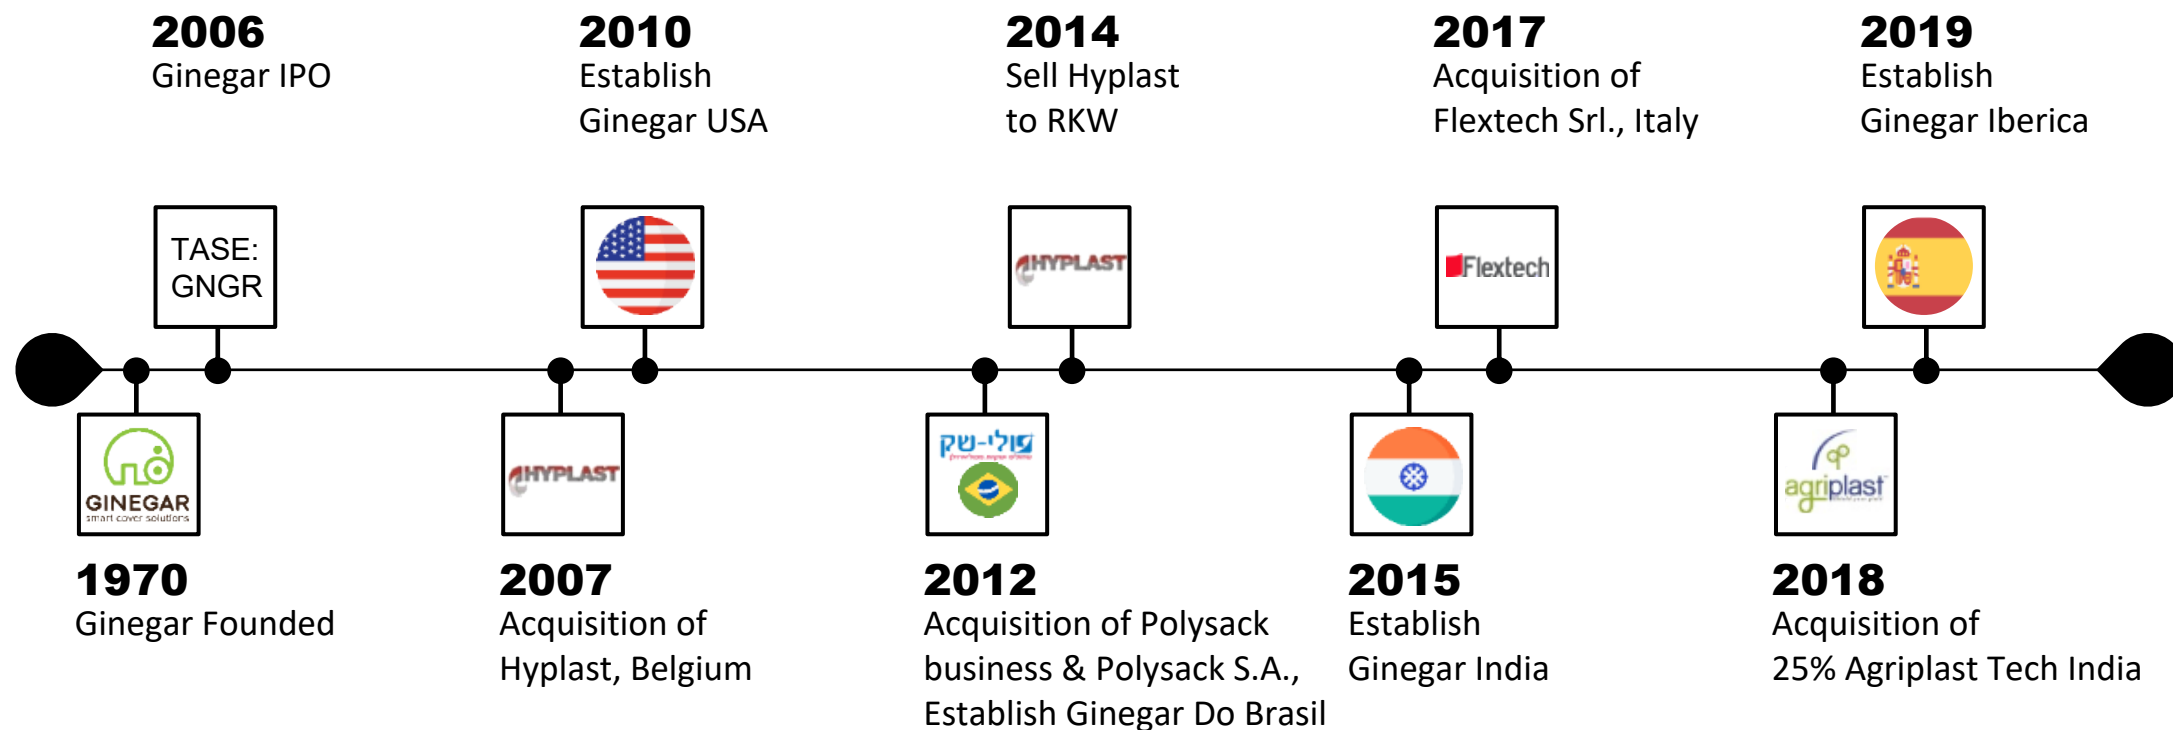 2006
Ginegar IPO
2010
Establish
Ginegar USA
2014
Sell Hyplast
to RKW
2017
Acquisition of
Flextech Srl., Italy
2019
Establish
Ginegar Iberica
TASE:
GNGR
HYPLAST
Flextech
GINEGAR
smart cover solutions
HYPLAST
פולי-שק
agriplast
1970
Ginegar Founded
2007
Acquisition of
Hyplast, Belgium
2012
Acquisition of Polysack
business & Polysack S.A.,
Establish Ginegar Do Brasil
2015
Establish
Ginegar India
2018
Acquisition of
25% Agriplast Tech India